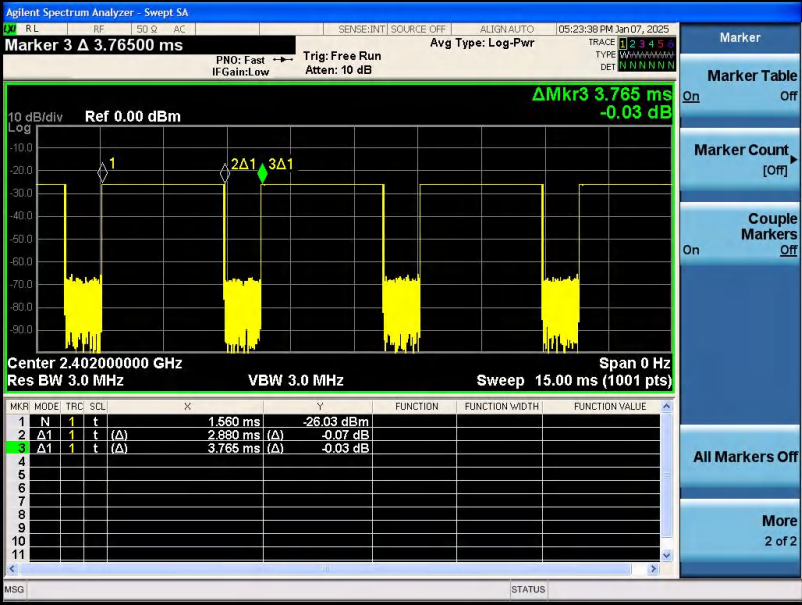 Agilent Spectrum Analyzer - Swept SA
LXI RL RF 50 Ω AC SENSE:INT SOURCE OFF ALIGN AUTO 05:23:38 PM Jan 07, 2025
Marker 3 Δ 3.76500 ms
PNO: Fast
IFGain:Low
Trig: Free Run
Atten: 10 dB
Avg Type: Log-Pwr
TRACE 1 2 3 4 5 6
TYPE
DET N N N N N N
ΔMkr3 3.765 ms
-0.03 dB
10 dB/div
Log
Ref 0.00 dBm
-10.0
-20.0
-30.0
-40.0
-50.0
-60.0
-70.0
-80.0
-90.0
1
2Δ1
3Δ1
Center 2.402000000 GHz Span 0 Hz
Res BW 3.0 MHz VBW 3.0 MHz Sweep 15.00 ms (1001 pts)
MKR MODE TRC SCL X Y FUNCTION FUNCTION WIDTH FUNCTION VALUE
1 N 1 t 1.560 ms -26.03 dBm
2 Δ1 1 t (Δ) 2.880 ms (Δ) -0.07 dB
3 Δ1 1 t (Δ) 3.765 ms (Δ) -0.03 dB
4
5
6
7
8
9
10
11
MSG STATUS
Marker
Marker Table
On Off
Marker Count
[Off]
Couple
Markers
On Off
All Markers Off
More
2 of 2